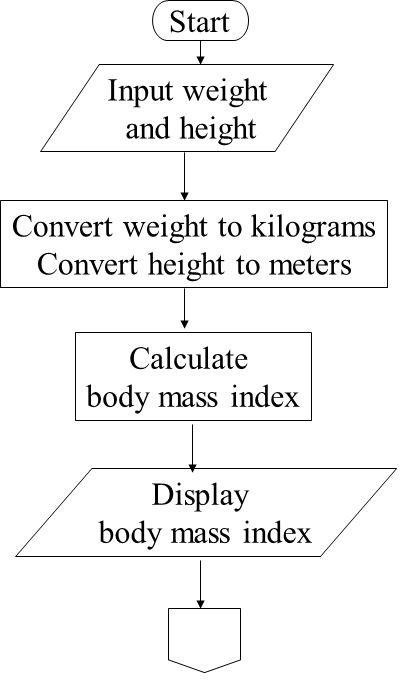 Start
Input weight
and height
Convert weight to kilograms
Convert height to meters
Calculate
body mass index
Display
body mass index